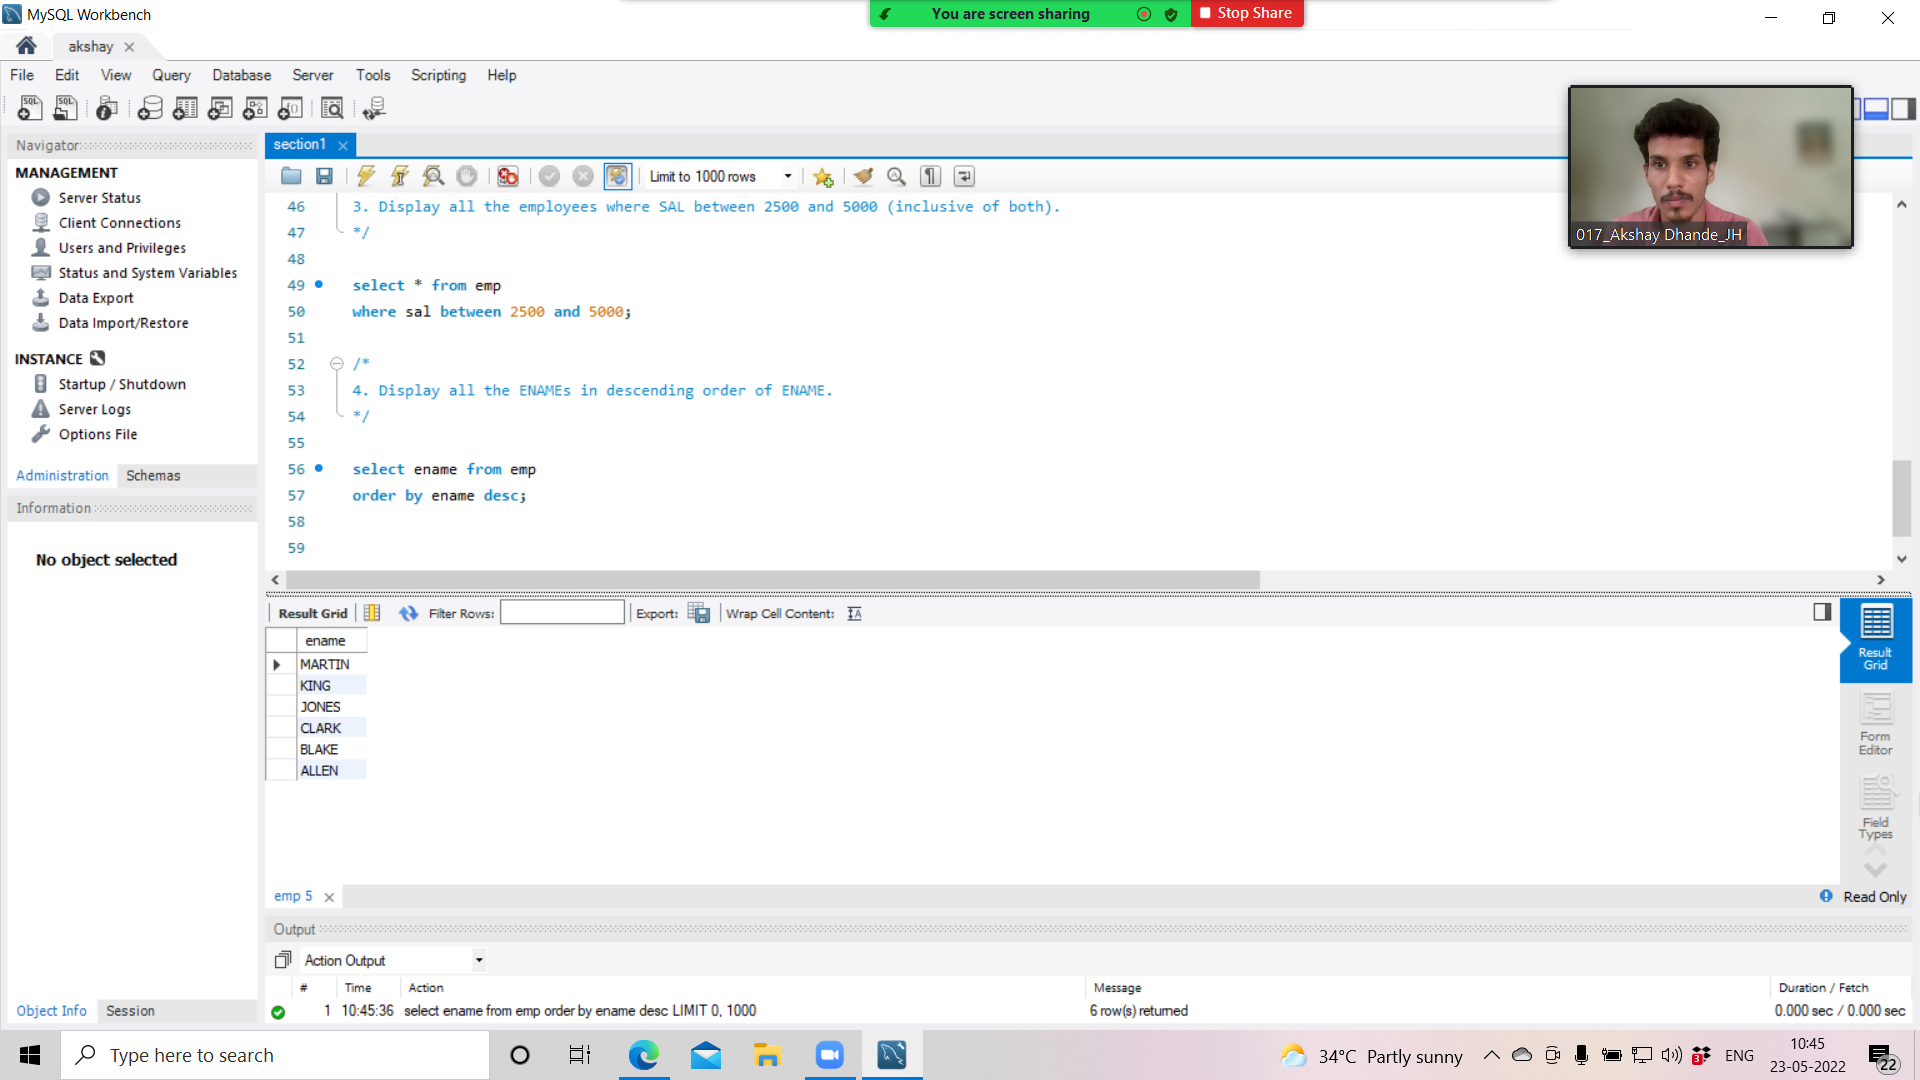 MySQL Workbench
You are screen sharing
Stop Share
akshay
File Edit View Query Database Server Tools Scripting Help
Navigator
section1
MANAGEMENT
Server Status
Client Connections
Users and Privileges
Status and System Variables
Data Export
Data Import/Restore
INSTANCE
Startup / Shutdown
Server Logs
Options File
Administration Schemas
Information
No object selected
Object Info Session
Limit to 1000 rows
46 3. Display all the employees where SAL between 2500 and 5000 (inclusive of both).
47 */
48
49 select * from emp
50 where sal between 2500 and 5000;
51
52 /*
53 4. Display all the ENAMEs in descending order of ENAME.
54 */
55
56 select ename from emp
57 order by ename desc;
58
59
017_Akshay Dhande_JH
Result Grid Filter Rows: Export: Wrap Cell Content:
ename
MARTIN
KING
JONES
CLARK
BLAKE
ALLEN
Result
Grid
Form
Editor
Field
Types
emp 5
Read Only
Output
Action Output
# Time Action Message Duration / Fetch
1 10:45:36 select ename from emp order by ename desc LIMIT 0, 1000 6 row(s) returned 0.000 sec / 0.000 sec
Type here to search
34°C Partly sunny
3
ENG
10:45
23-05-2022
22